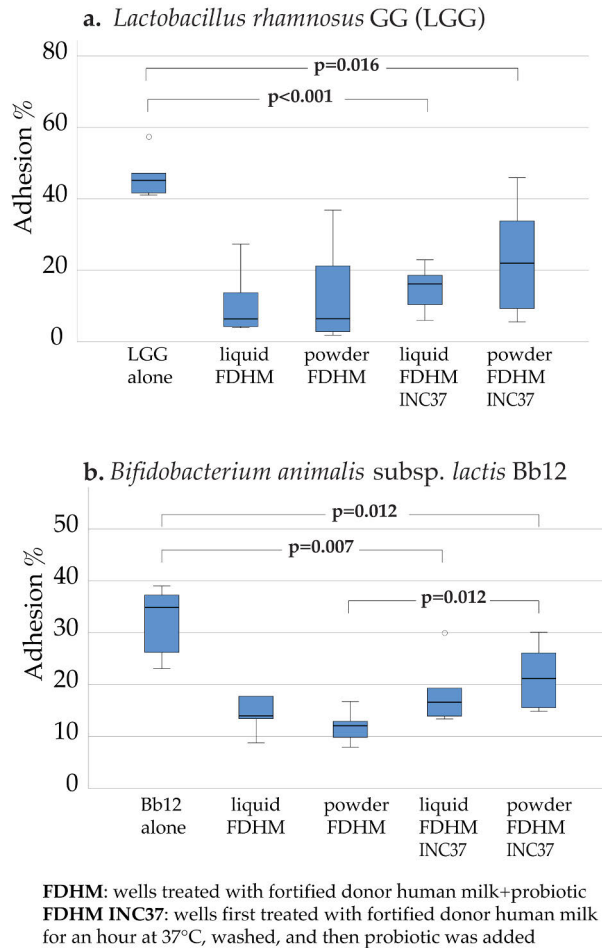 a. Lactobacillus rhamnosus GG (LGG)
80
p=0.016
p<0.001
60
Adhesion %
40
20
0
LGG alone
liquid FDHM
powder FDHM
liquid FDHM INC37
powder FDHM INC37
b. Bifidobacterium animalis subsp. lactis Bb12
50
p=0.012
p=0.007
p=0.012
40
Adhesion %
30
20
10
0
Bb12 alone
liquid FDHM
powder FDHM
liquid FDHM INC37
powder FDHM INC37
FDHM: wells treated with fortified donor human milk+probiotic
FDHM INC37: wells first treated with fortified donor human milk
for an hour at 37°C, washed, and then probiotic was added